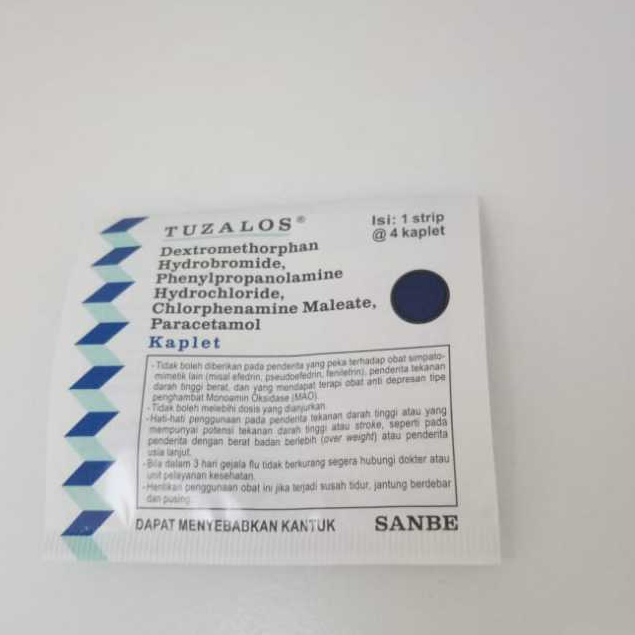 TUZALOS®
Isi: 1 strip
@ 4 kaplet
Dextromethorphan
Hydrobromide,
Phenylpropanolamine
Hydrochloride,
Chlorphenamine Maleate,
Paracetamol
Kaplet
- Tidak boleh diberikan pada penderita yang peka terhadap obat simpato-
mimetik lain (misal efedrin, pseudoefedrin, fenilefrin), penderita tekanan
darah tinggi berat, dan yang mendapat terapi obat anti depresan tipe
penghambat Monoamin Oksidase (MAO).
- Tidak boleh melebihi dosis yang dianjurkan.
-Hati-hati penggunaan pada penderita tekanan darah tinggi atau yang
mempunyai potensi tekanan darah tinggi atau stroke, seperti pada
penderita dengan berat badan berlebih (over weight) atau penderita
usia lanjut.
-Bila dalam 3 hari gejala flu tidak berkurang segera hubungi dokter atau
unit pelayanan kesehatan.
-Hentikan penggunaan obat ini jika terjadi susah tidur, jantung berdebar
dan pusing.
DAPAT MENYEBABKAN KANTUK
SANBE